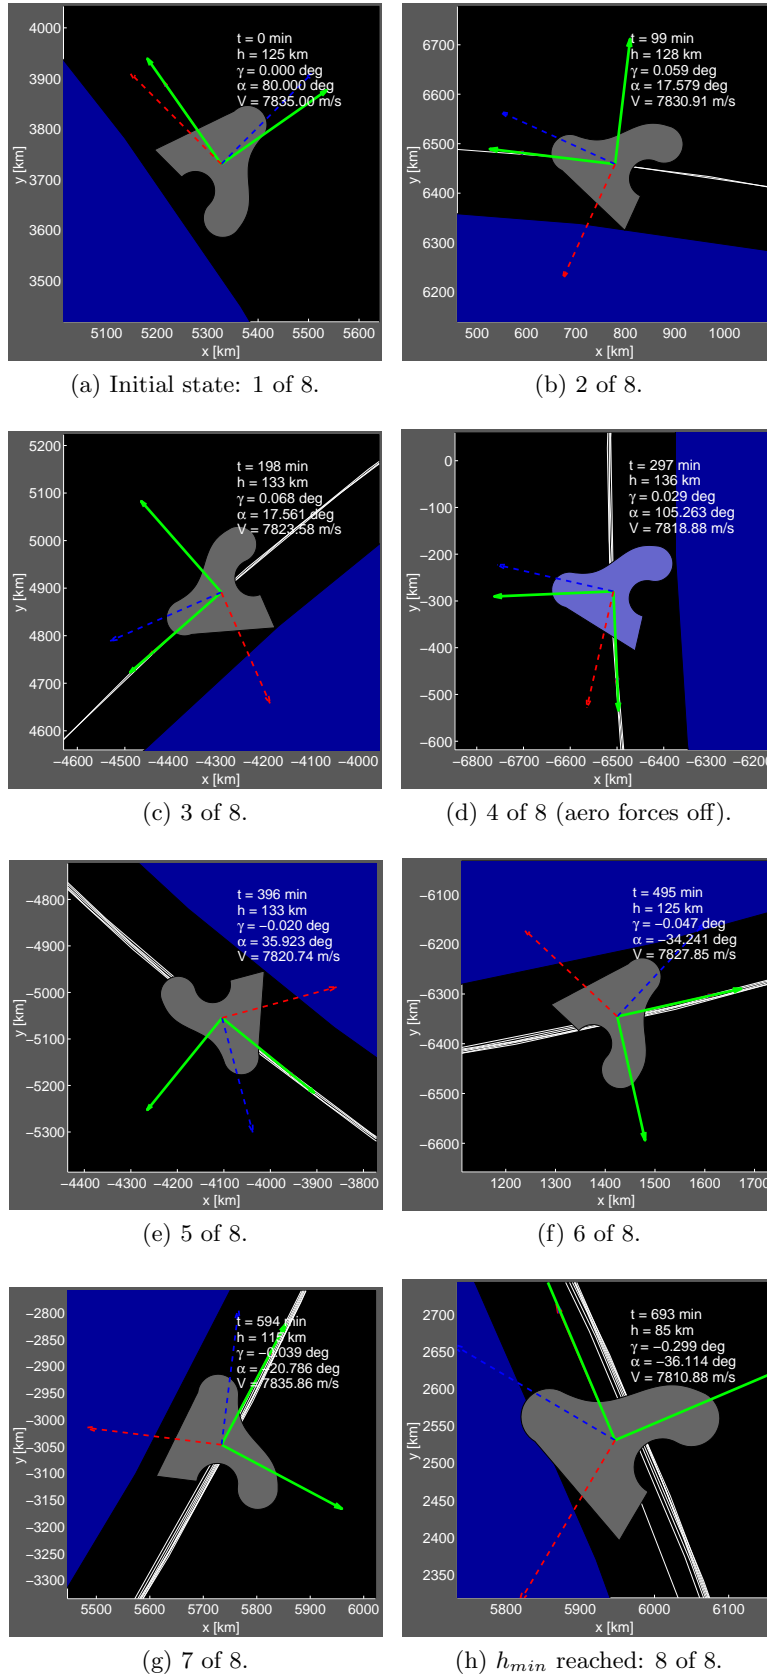 4000
3900
3800
3700
3600
3500
y [km]
t = 0 min
h = 125 km
γ = 0.000 deg
α = 80.000 deg
V = 7835.00 m/s
5100 5200 5300 5400 5500 5600
x [km]
(a) Initial state: 1 of 8.
6700
6600
6500
6400
6300
6200
y [km]
t = 99 min
h = 128 km
γ = 0.059 deg
α = 17.579 deg
V = 7830.91 m/s
500 600 700 800 900 1000
x [km]
(b) 2 of 8.
5200
5100
5000
4900
4800
4700
4600
y [km]
t = 198 min
h = 133 km
γ = 0.068 deg
α = 17.561 deg
V = 7823.58 m/s
−4600 −4500 −4400 −4300 −4200 −4100 −4000
x [km]
(c) 3 of 8.
0
−100
−200
−300
−400
−500
−600
y [km]
t = 297 min
h = 136 km
γ = 0.029 deg
α = 105.263 deg
V = 7818.88 m/s
−6800 −6700 −6600 −6500 −6400 −6300 −6200
x [km]
(d) 4 of 8 (aero forces off).
−4800
−4900
−5000
−5100
−5200
−5300
y [km]
t = 396 min
h = 133 km
γ = −0.020 deg
α = 35.923 deg
V = 7820.74 m/s
−4400 −4300 −4200 −4100 −4000 −3900 −3800
x [km]
(e) 5 of 8.
−6100
−6200
−6300
−6400
−6500
−6600
y [km]
t = 495 min
h = 125 km
γ = −0.047 deg
α = −34.241 deg
V = 7827.85 m/s
1200 1300 1400 1500 1600 1700
x [km]
(f) 6 of 8.
−2800
−2850
−2900
−2950
−3000
−3050
−3100
−3150
−3200
−3250
−3300
y [km]
t = 594 min
h = 115 km
γ = −0.039 deg
α = −20.786 deg
V = 7835.86 m/s
5500 5600 5700 5800 5900 6000
x [km]
(g) 7 of 8.
2700
2650
2600
2550
2500
2450
2400
2350
y [km]
t = 693 min
h = 85 km
γ = −0.299 deg
α = −36.114 deg
V = 7810.88 m/s
5800 5900 6000 6100
x [km]
(h) hmin reached: 8 of 8.